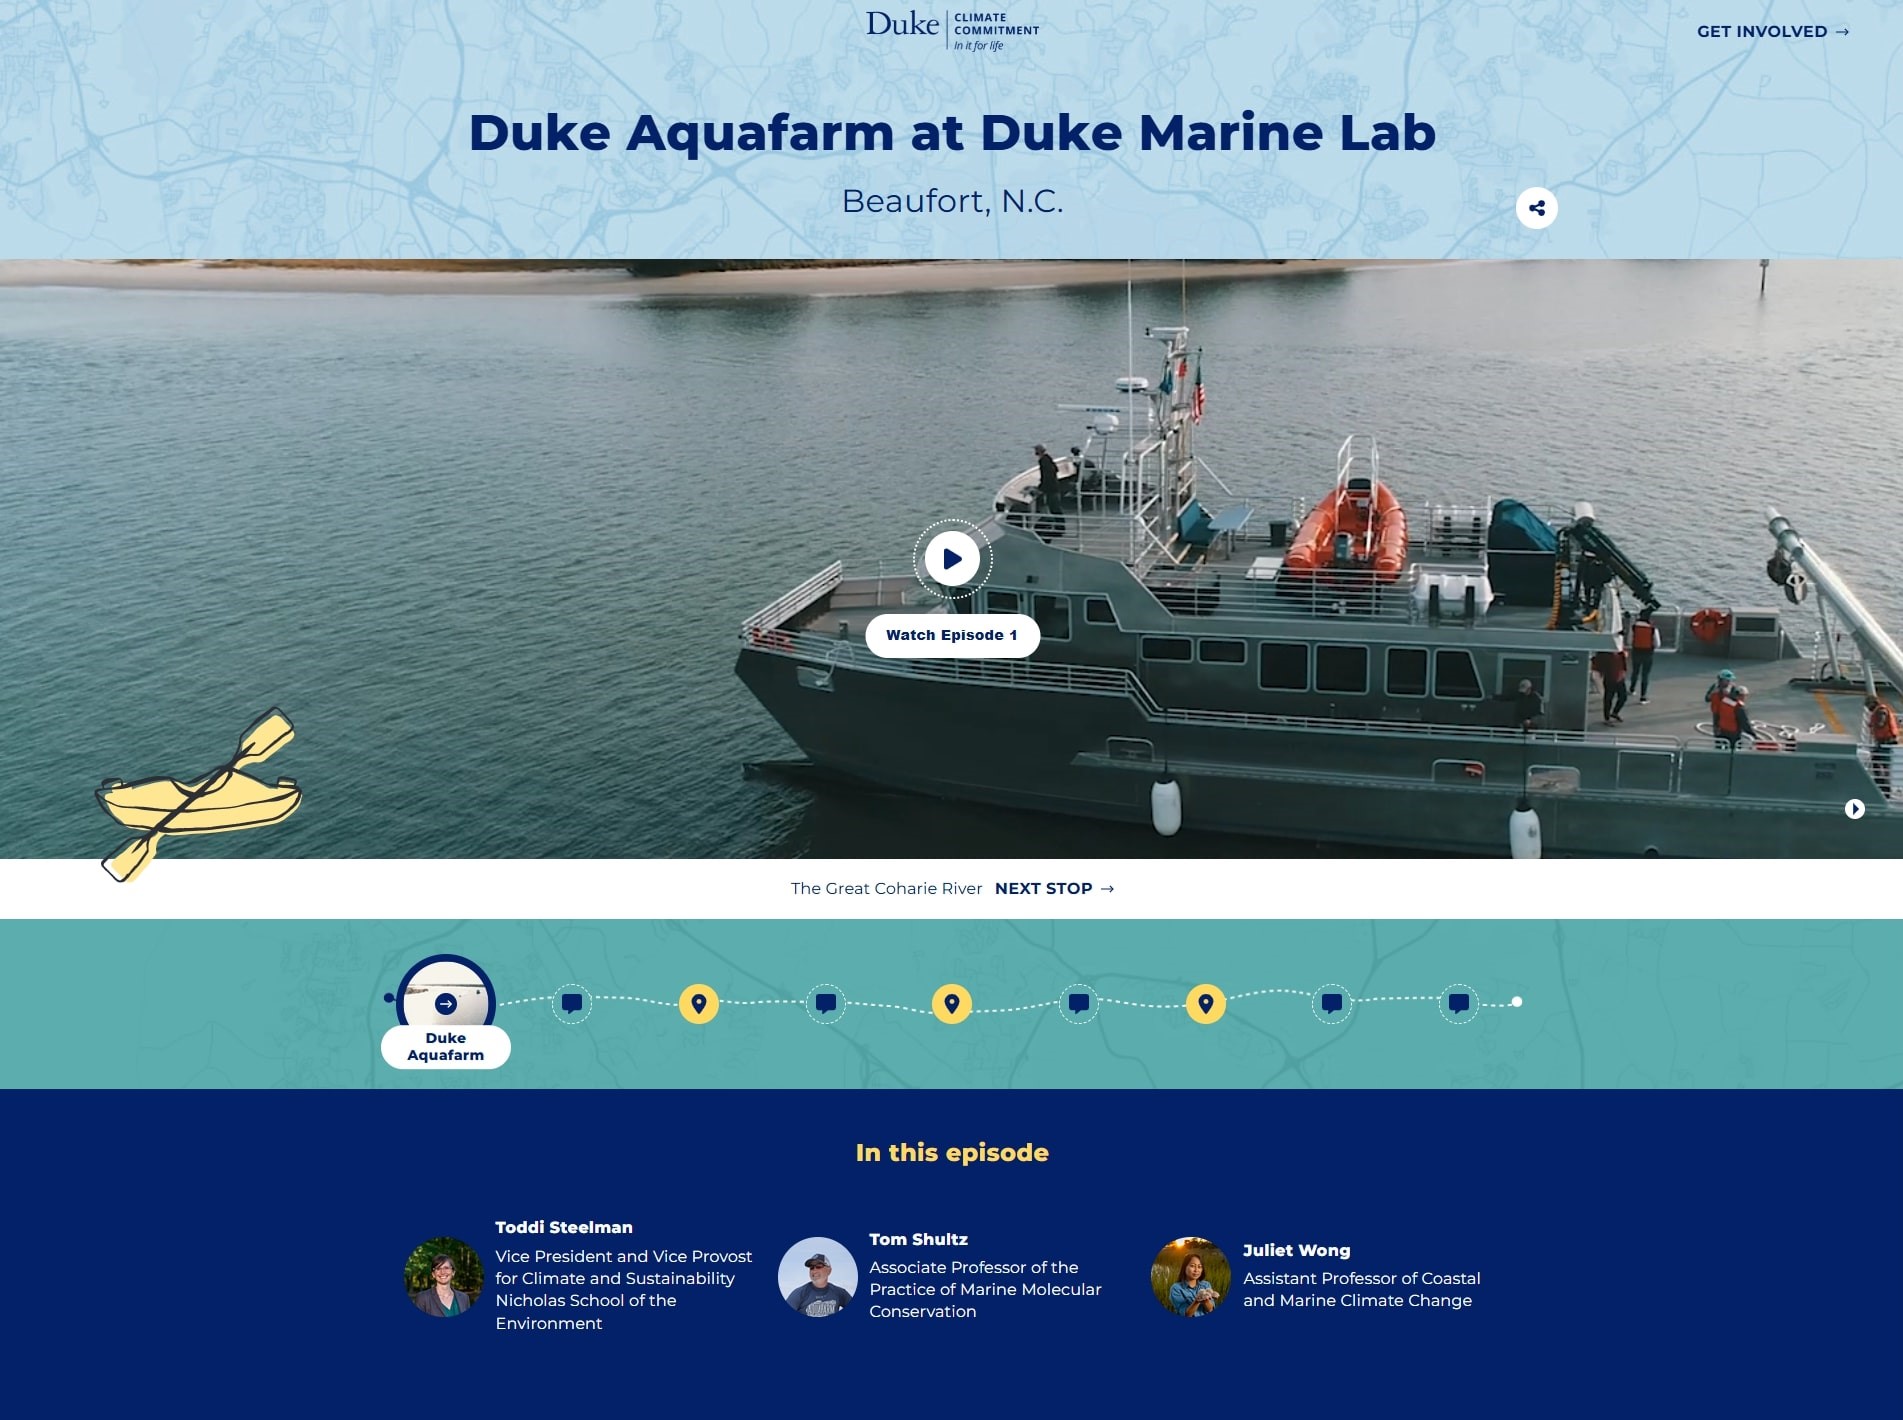 Duke
CLIMATE
COMMITMENT
In it for life
GET INVOLVED →
Duke Aquafarm at Duke Marine Lab
Beaufort, N.C.
Watch Episode 1
The Great Coharie River NEXT STOP →
Duke
Aquafarm
In this episode
Toddi Steelman
Vice President and Vice Provost
for Climate and Sustainability
Nicholas School of the
Environment
Tom Shultz
Associate Professor of the
Practice of Marine Molecular
Conservation
Juliet Wong
Assistant Professor of Coastal
and Marine Climate Change